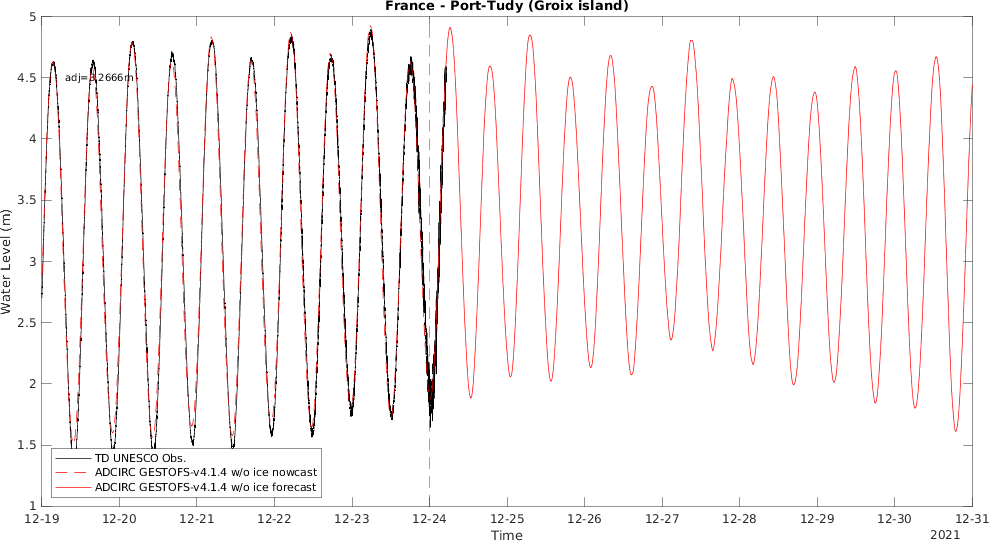 France - Port-Tudy (Groix island)
5
4.5
4
3.5
3
2.5
2
1.5
1
Water Level (m)
adj=3.2666m
TD UNESCO Obs.
ADCIRC GESTOFS-v4.1.4 w/o ice nowcast
ADCIRC GESTOFS-v4.1.4 w/o ice forecast
12-19 12-20 12-21 12-22 12-23 12-24 12-25 12-26 12-27 12-28 12-29 12-30 12-31
Time
2021